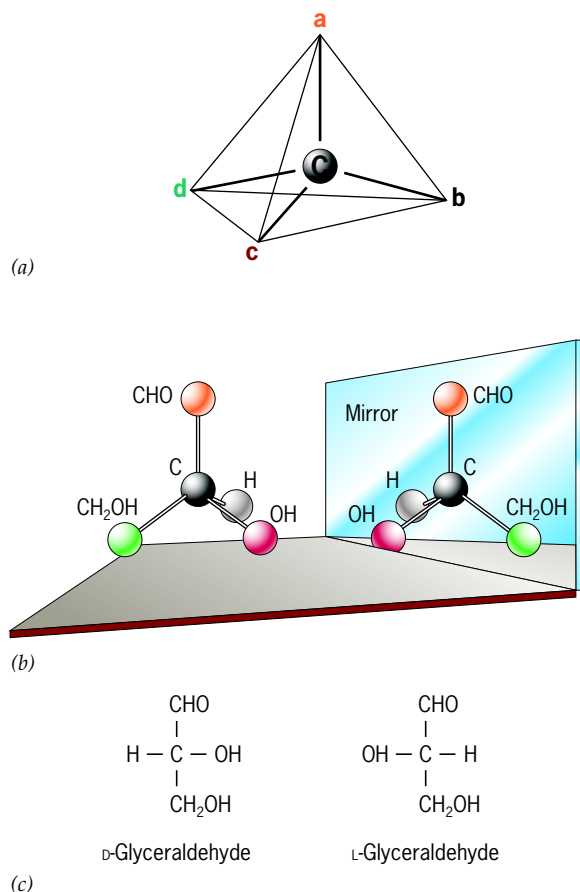 a
C
d
b
c
(a)
CHO
CHO
Mirror
C
C
H
H
CH₂OH
OH
OH
CH₂OH
(b)
CHO CHO
H — C — OH OH — C — H
CH₂OH CH₂OH
D-Glyceraldehyde L-Glyceraldehyde
(c)